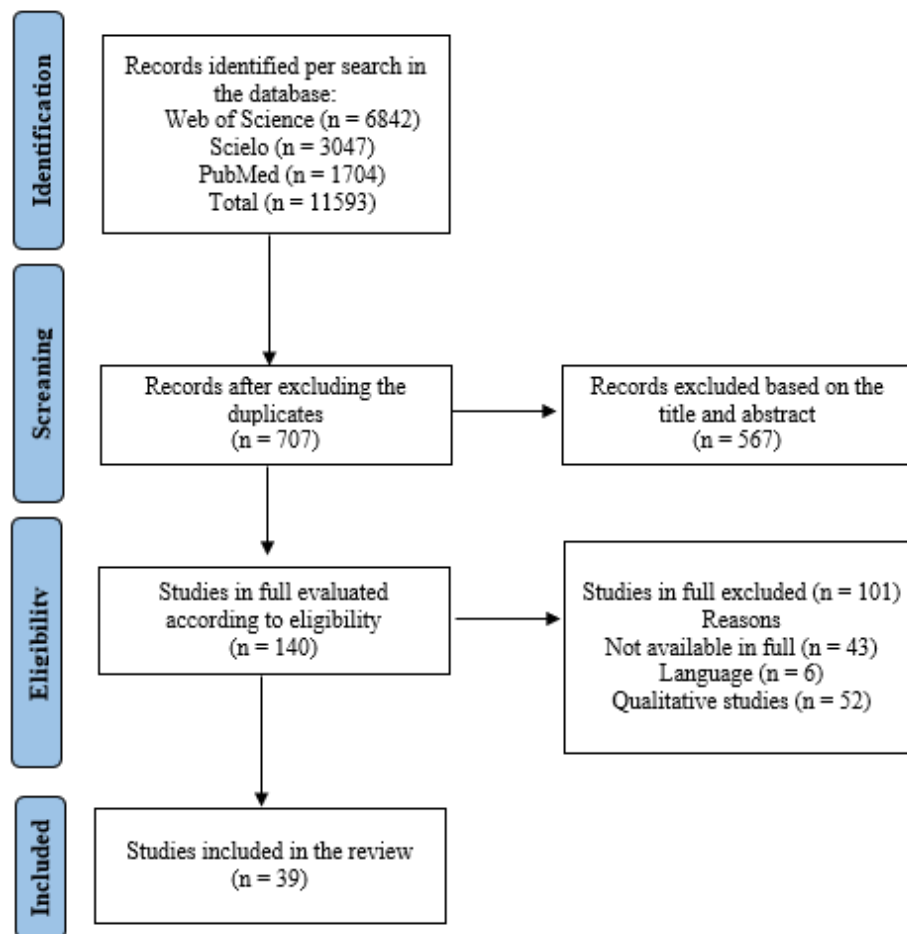 Identification
Records identified per search in
the database:
Web of Science (n = 6842)
Scielo (n = 3047)
PubMed (n = 1704)
Total (n = 11593)
Screening
Records after excluding the
duplicates
(n = 707)
Records excluded based on the
title and abstract
(n = 567)
Eligibility
Studies in full evaluated
according to eligibility
(n = 140)
Studies in full excluded (n = 101)
Reasons
Not available in full (n = 43)
Language (n = 6)
Qualitative studies (n = 52)
Included
Studies included in the review
(n = 39)